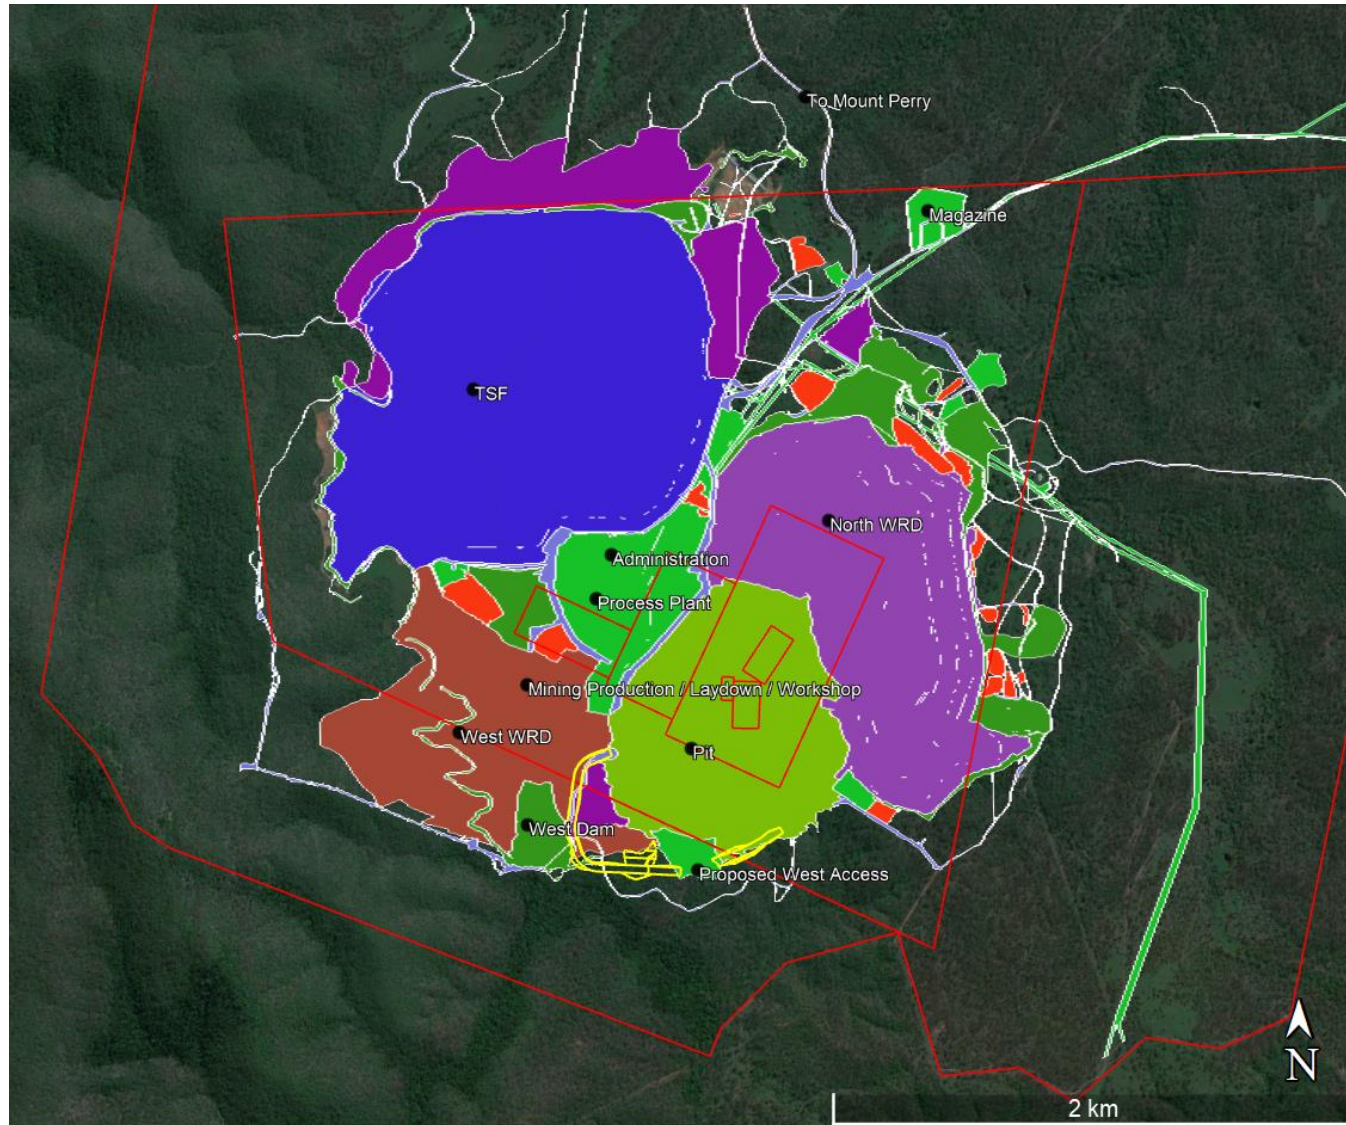 To Mount Perry
Magazine
TSF
North WRD
Administration
Process Plant
Mining Production / Laydown / Workshop
West WRD
Pit
West Dam
Proposed West Access
N
2 km